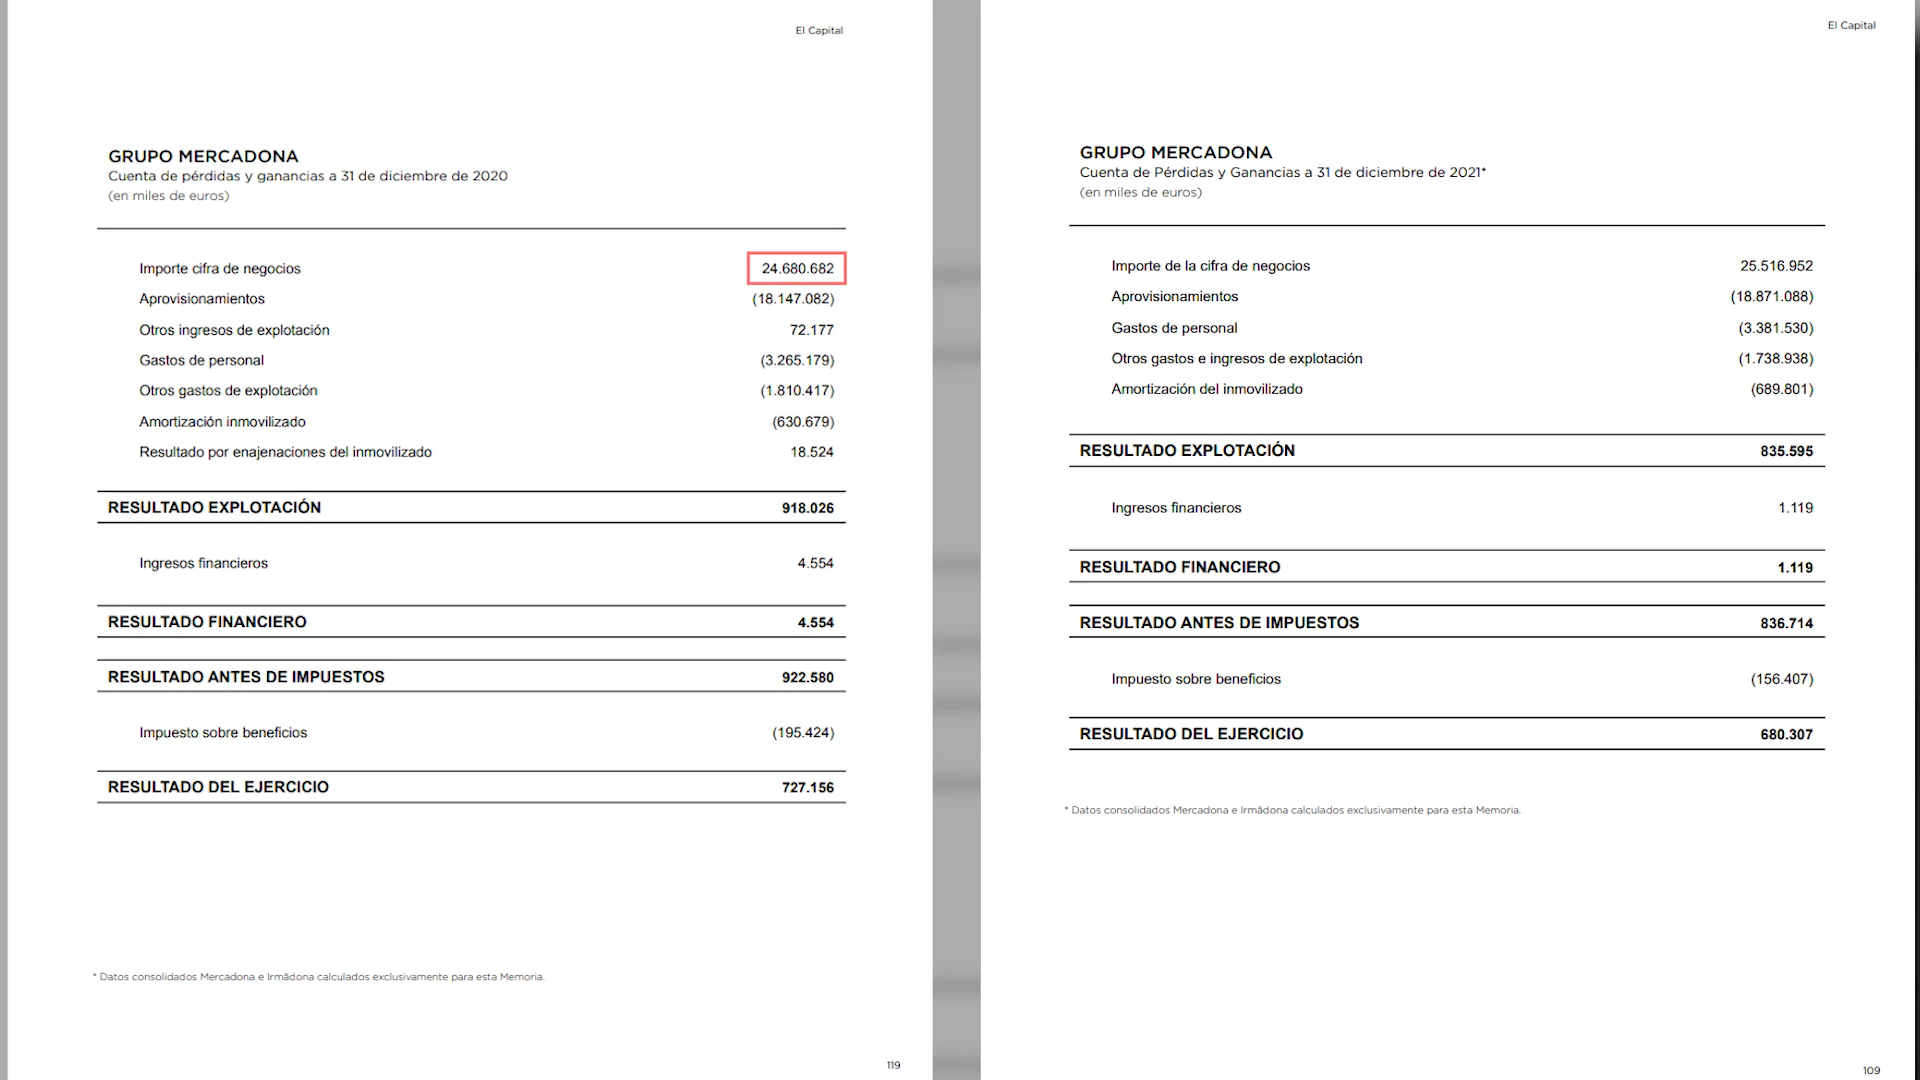 El Capital
GRUPO MERCADONA
Cuenta de pérdidas y ganancias a 31 de diciembre de 2020
(en miles de euros)
Importe cifra de negocios 24.680.682
Aprovisionamientos (18.147.082)
Otros ingresos de explotación 72.177
Gastos de personal (3.265.179)
Otros gastos de explotación (1.810.417)
Amortización inmovilizado (630.679)
Resultado por enajenaciones del inmovilizado 18.524
RESULTADO EXPLOTACIÓN 918.026
Ingresos financieros 4.554
RESULTADO FINANCIERO 4.554
RESULTADO ANTES DE IMPUESTOS 922.580
Impuesto sobre beneficios (195.424)
RESULTADO DEL EJERCICIO 727.156
* Datos consolidados Mercadona e Irmãdona calculados exclusivamente para esta Memoria.
119
El Capital
GRUPO MERCADONA
Cuenta de Pérdidas y Ganancias a 31 de diciembre de 2021*
(en miles de euros)
Importe de la cifra de negocios 25.516.952
Aprovisionamientos (18.871.088)
Gastos de personal (3.381.530)
Otros gastos e ingresos de explotación (1.738.938)
Amortización del inmovilizado (689.801)
RESULTADO EXPLOTACIÓN 835.595
Ingresos financieros 1.119
RESULTADO FINANCIERO 1.119
RESULTADO ANTES DE IMPUESTOS 836.714
Impuesto sobre beneficios (156.407)
RESULTADO DEL EJERCICIO 680.307
* Datos consolidados Mercadona e Irmãdona calculados exclusivamente para esta Memoria.
109